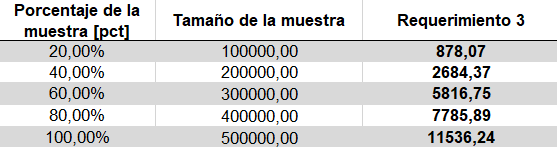 Porcentaje de la muestra [pct] Tamaño de la muestra Requerimiento 3
20,00% 100000,00 878,07
40,00% 200000,00 2684,37
60,00% 300000,00 5816,75
80,00% 400000,00 7785,89
100,00% 500000,00 11536,24